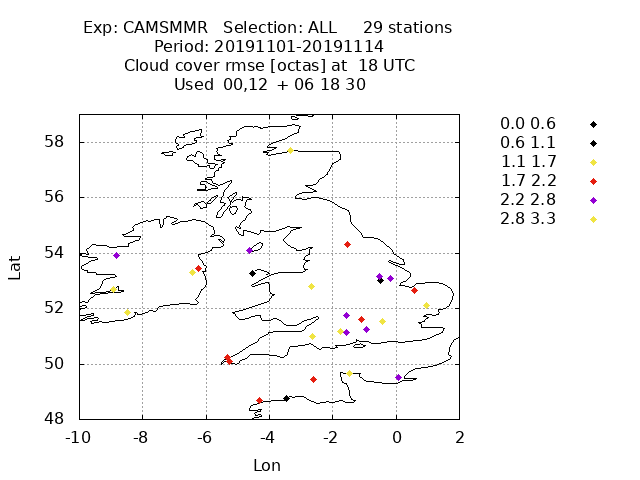 Exp: CAMSMMR   Selection: ALL     29 stations
Period: 20191101-20191114
Cloud cover rmse [octas] at  18 UTC
Used  00,12  + 06 18 30
0.0 0.6
0.6 1.1
1.1 1.7
1.7 2.2
2.2 2.8
2.8 3.3
Lat
58
56
54
52
50
48
-10 -8 -6 -4 -2 0 2
Lon